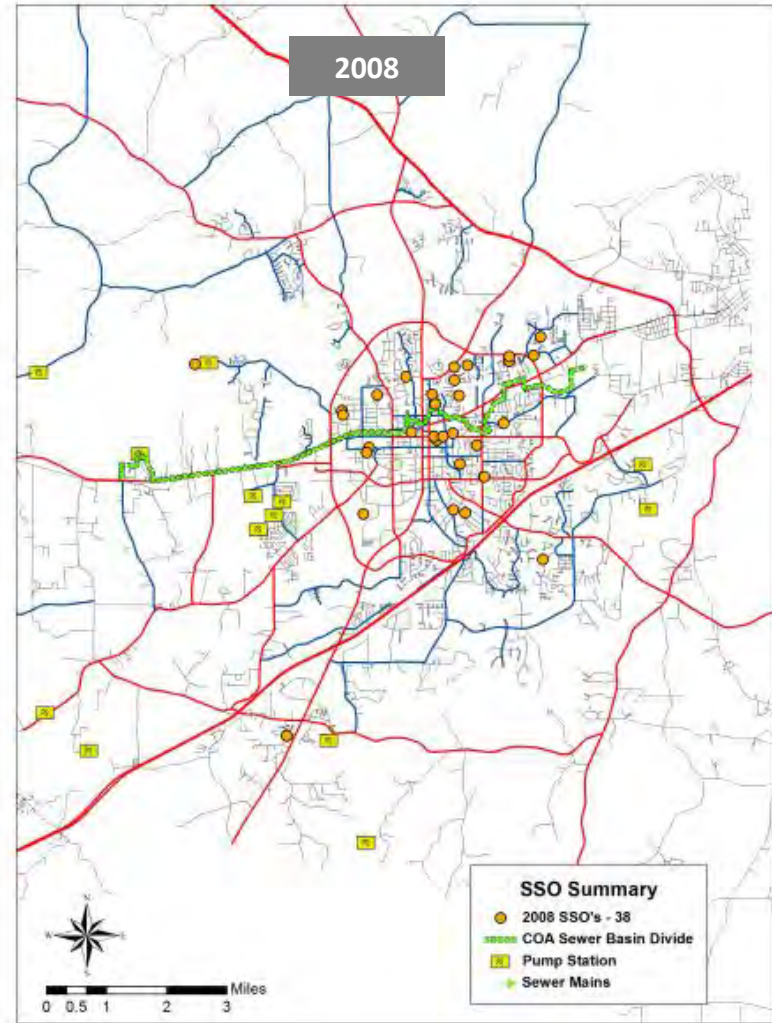 2008
SSO Summary
2008 SSO's - 38
COA Sewer Basin Divide
Pump Station
Sewer Mains
N
W E
S
Miles
0 0.5 1 2 3